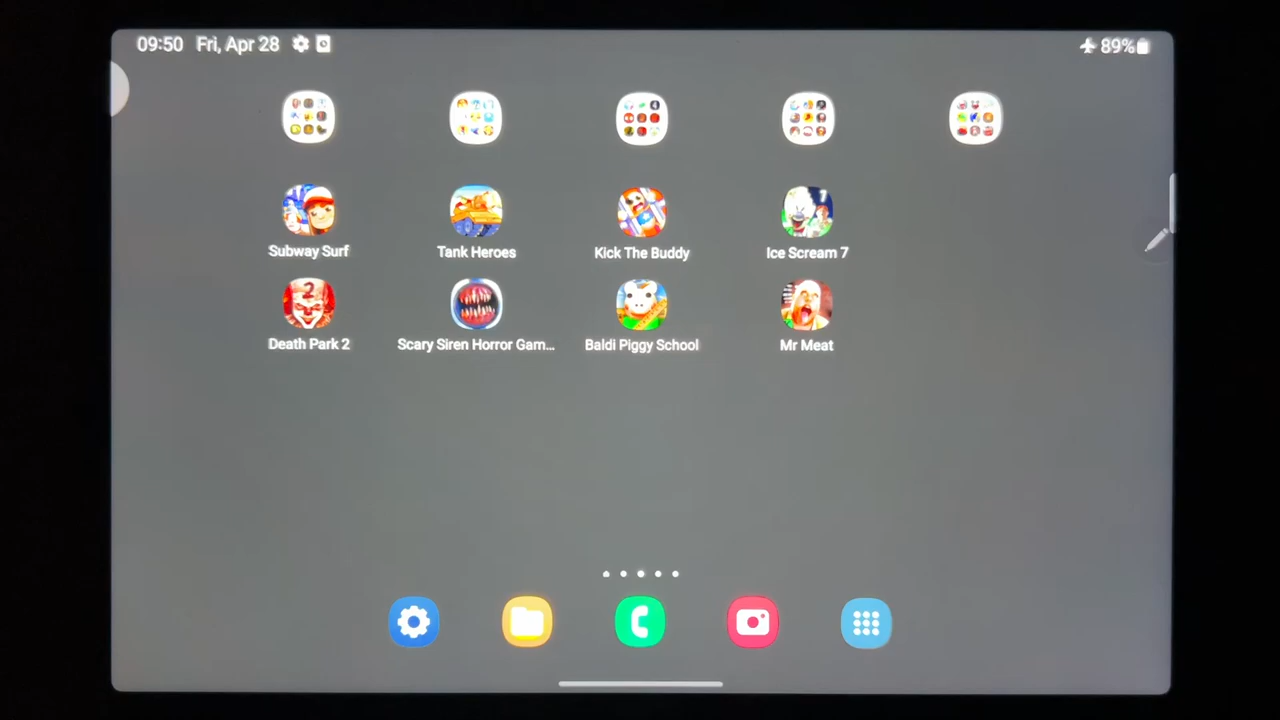 09:50 Fri, Apr 28 89%
Subway Surf Tank Heroes Kick The Buddy Ice Scream 7
Death Park 2 Scary Siren Horror Gam... Baldi Piggy School Mr Meat